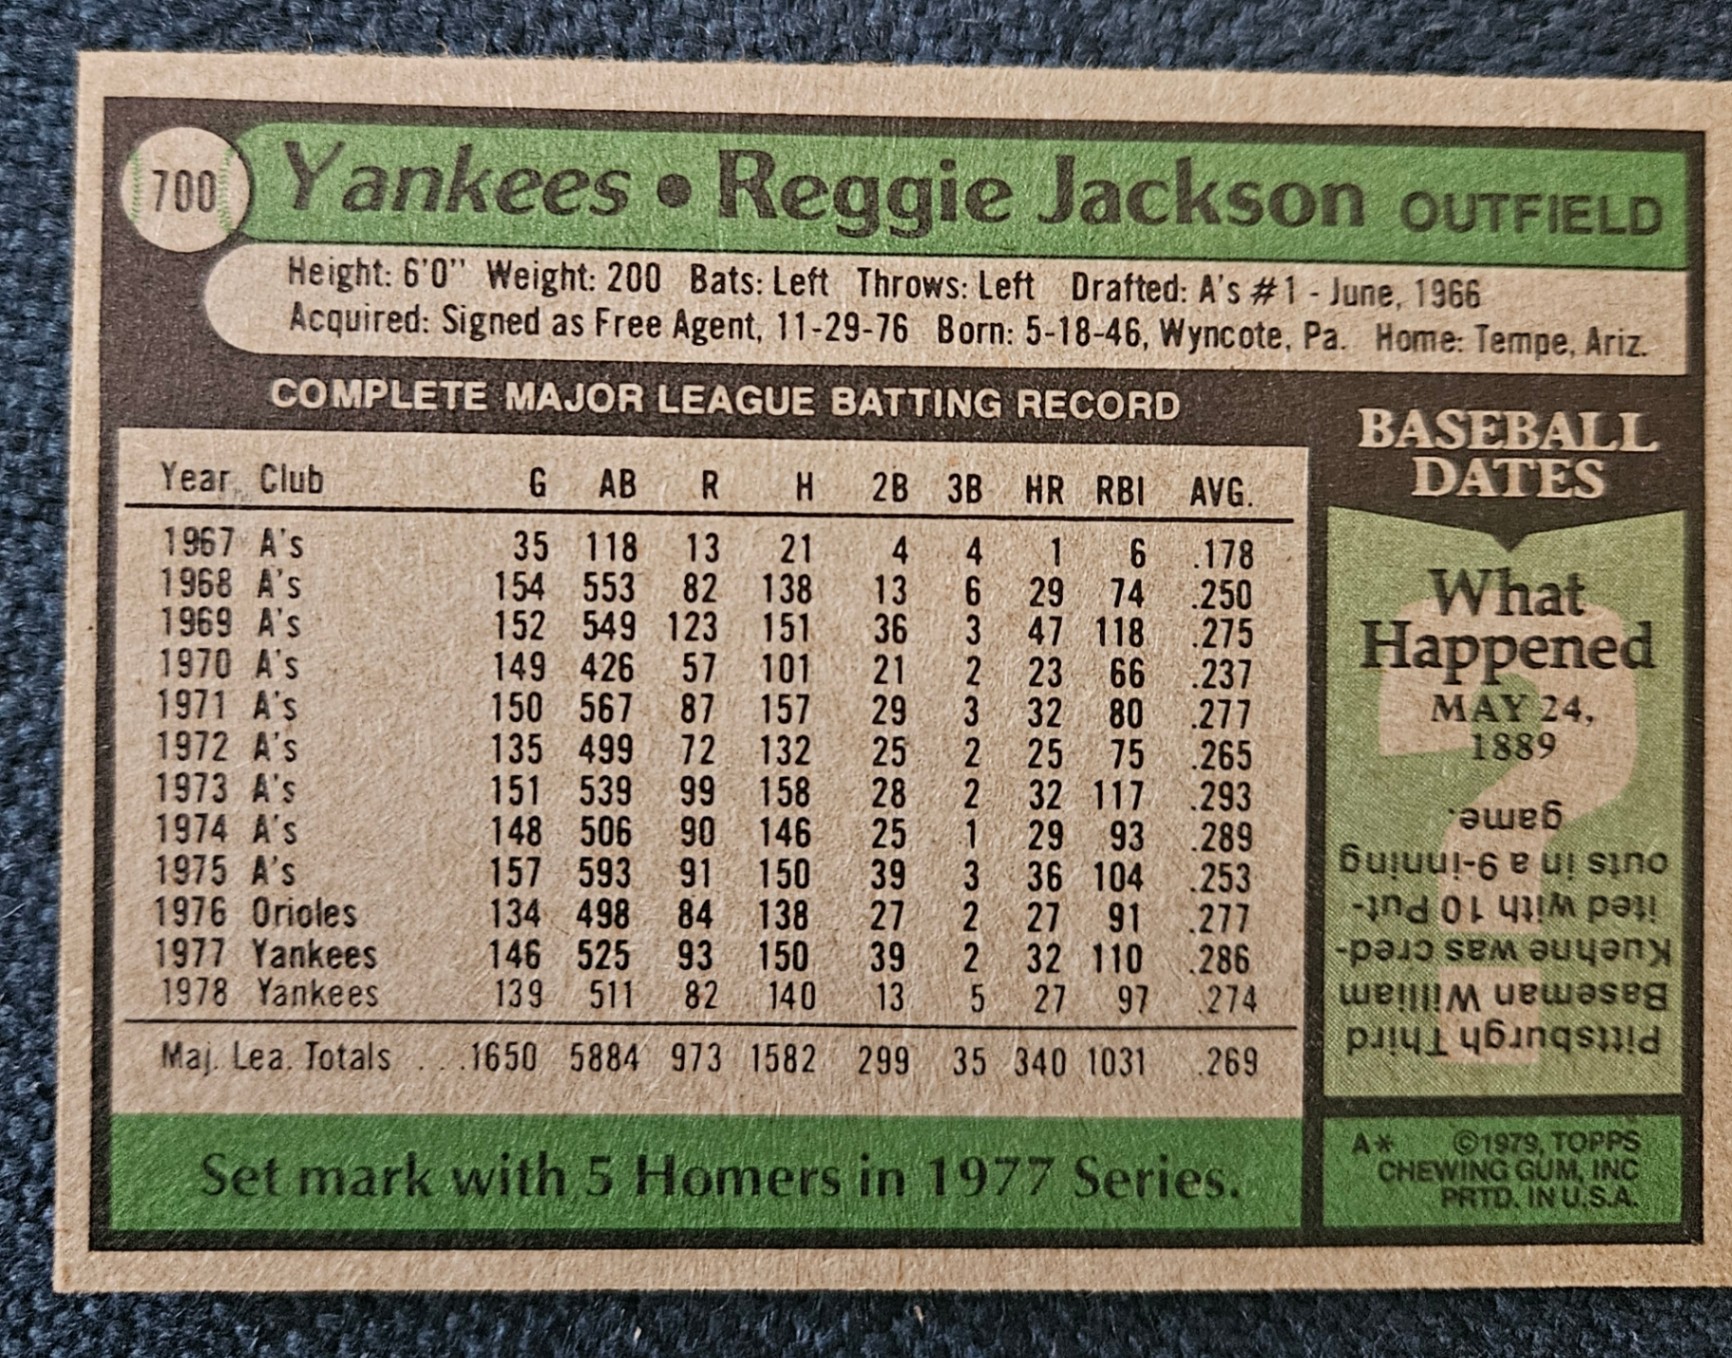 700 Yankees • Reggie Jackson OUTFIELD
Height: 6'0" Weight: 200 Bats: Left Throws: Left Drafted: A's #1 - June, 1966
Acquired: Signed as Free Agent, 11-29-76 Born: 5-18-46, Wyncote, Pa. Home: Tempe, Ariz.
COMPLETE MAJOR LEAGUE BATTING RECORD
Year Club G AB R H 2B 3B HR RBI AVG.
1967 A's 35 118 13 21 4 4 1 6 .178
1968 A's 154 553 82 138 13 6 29 74 .250
1969 A's 152 549 123 151 36 3 47 118 .275
1970 A's 149 426 57 101 21 2 23 66 .237
1971 A's 150 567 87 157 29 3 32 80 .277
1972 A's 135 499 72 132 25 2 25 75 .265
1973 A's 151 539 99 158 28 2 32 117 .293
1974 A's 148 506 90 146 25 1 29 93 .289
1975 A's 157 593 91 150 39 3 36 104 .253
1976 Orioles 134 498 84 138 27 2 27 91 .277
1977 Yankees 146 525 93 150 39 2 32 110 .286
1978 Yankees 139 511 82 140 13 5 27 97 .274
Maj. Lea. Totals . . .1650 5884 973 1582 299 35 340 1031 .269
Set mark with 5 Homers in 1977 Series.
BASEBALL
DATES
What
Happened
MAY 24,
1889
Pittsburgh Third
Baseman William
Kuehne was cred-
ited with 10 Put-
outs in a 9-inning
game.
A* ©1979, TOPPS
CHEWING GUM, INC
PRTD. IN U.S.A.